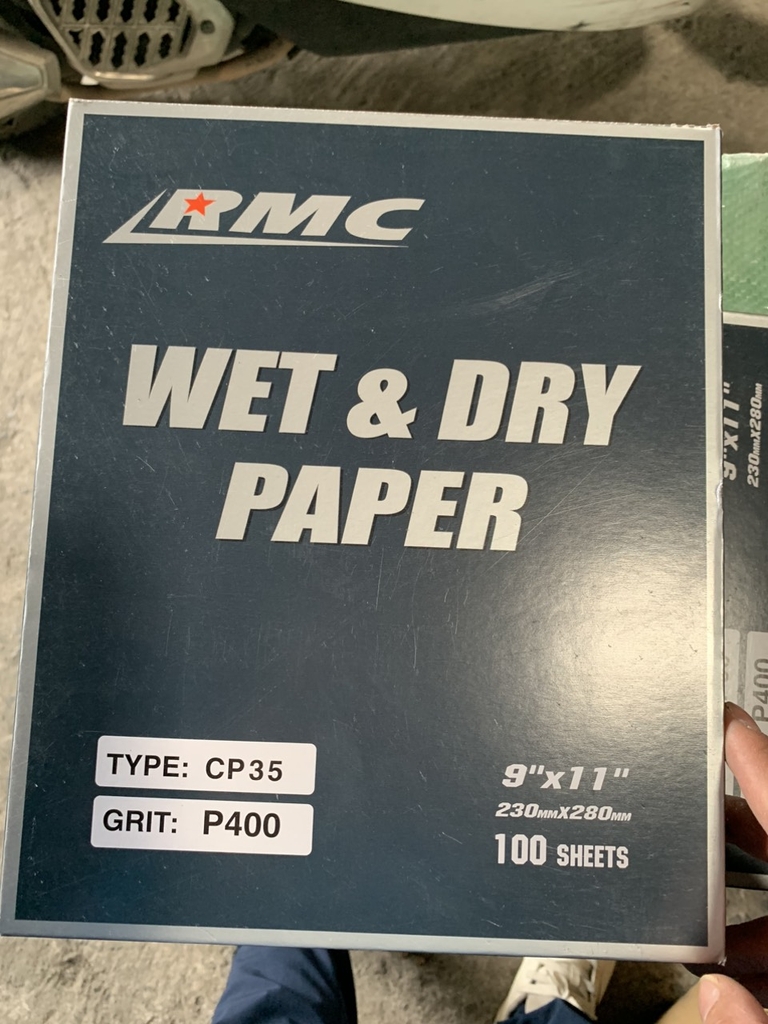 RMC
WET & DRY
PAPER
TYPE: CP35
GRIT: P400
9"x11"
230MMX280MM
100 SHEETS
9"x11"
230MMX280MM
P400